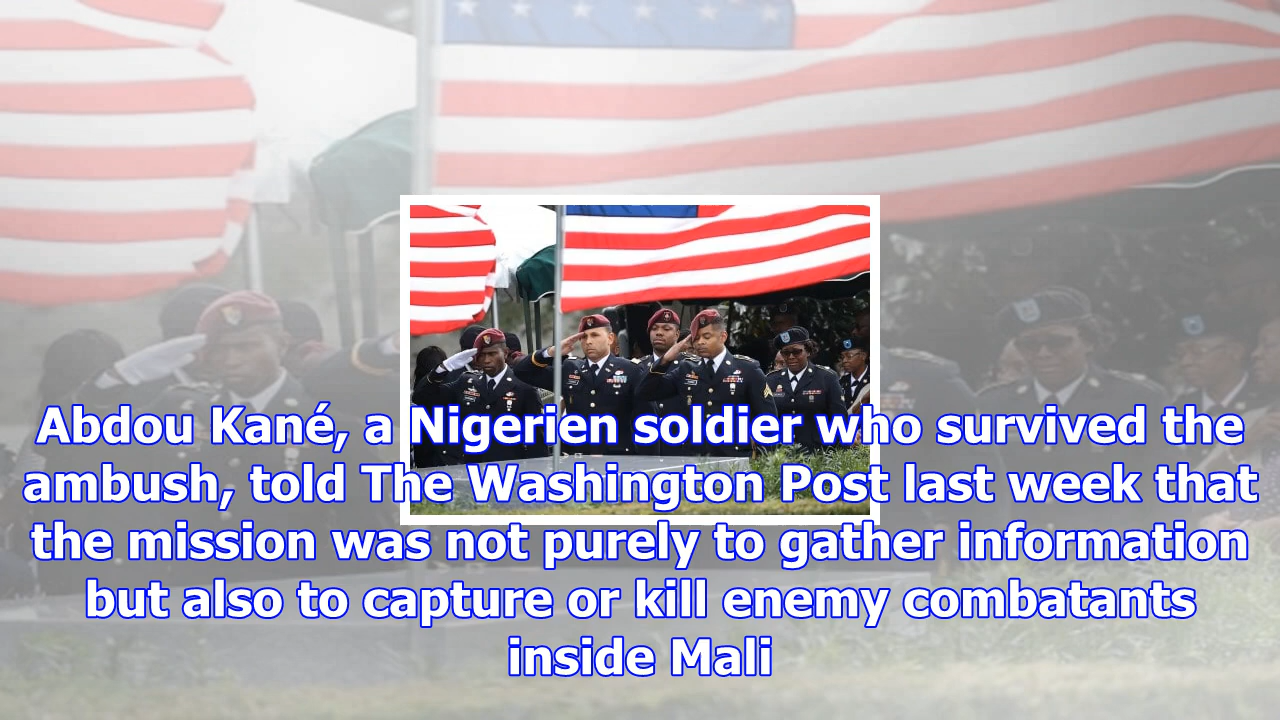 Abdou Kané, a Nigerien soldier who survived the
ambush, told The Washington Post last week that
the mission was not purely to gather information
but also to capture or kill enemy combatants
inside Mali